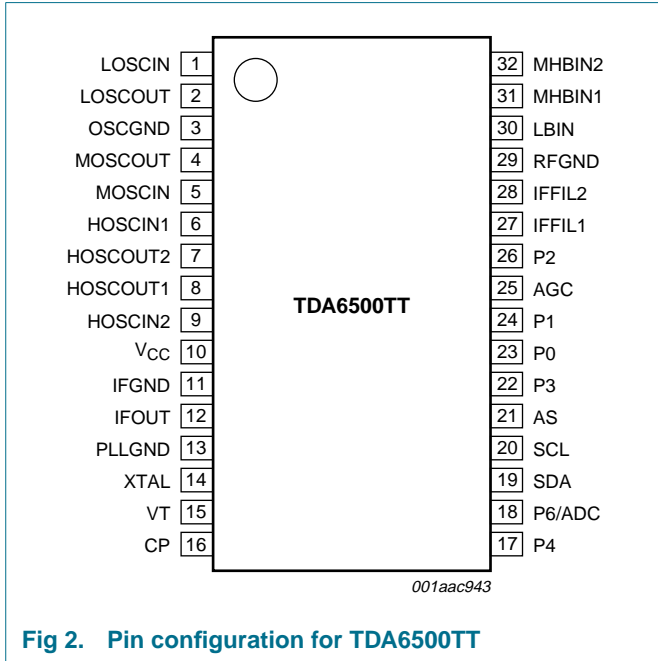 LOSCIN 1
LOSCOUT 2
OSCGND 3
MOSCOUT 4
MOSCIN 5
HOSCIN1 6
HOSCOUT2 7
HOSCOUT1 8
HOSCIN2 9
VCC 10
IFGND 11
IFOUT 12
PLLGND 13
XTAL 14
VT 15
CP 16
TDA6500TT
32 MHBIN2
31 MHBIN1
30 LBIN
29 RFGND
28 IFFIL2
27 IFFIL1
26 P2
25 AGC
24 P1
23 P0
22 P3
21 AS
20 SCL
19 SDA
18 P6/ADC
17 P4
001aac943
Fig 2. Pin configuration for TDA6500TT